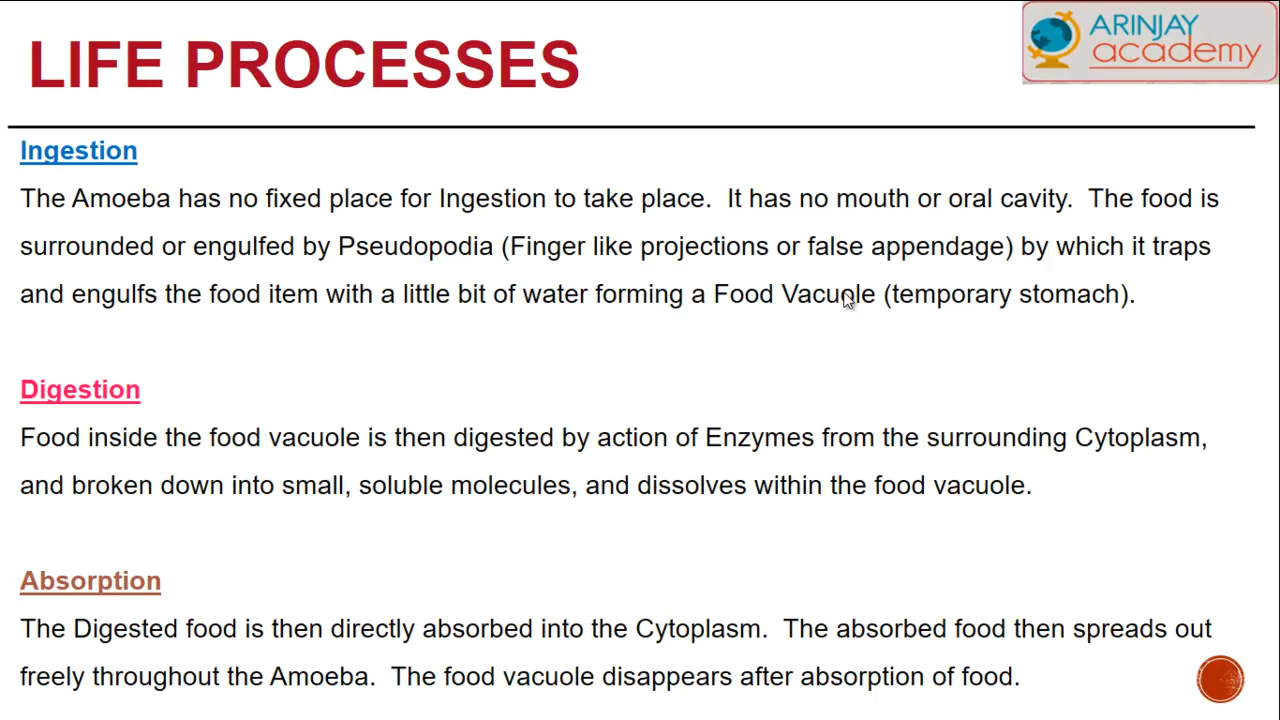 LIFE PROCESSES
ARINJAY
academy
Ingestion
The Amoeba has no fixed place for Ingestion to take place.  It has no mouth or oral cavity.  The food is
surrounded or engulfed by Pseudopodia (Finger like projections or false appendage) by which it traps
and engulfs the food item with a little bit of water forming a Food Vacuole (temporary stomach).
Digestion
Food inside the food vacuole is then digested by action of Enzymes from the surrounding Cytoplasm,
and broken down into small, soluble molecules, and dissolves within the food vacuole.
Absorption
The Digested food is then directly absorbed into the Cytoplasm.  The absorbed food then spreads out
freely throughout the Amoeba.  The food vacuole disappears after absorption of food.